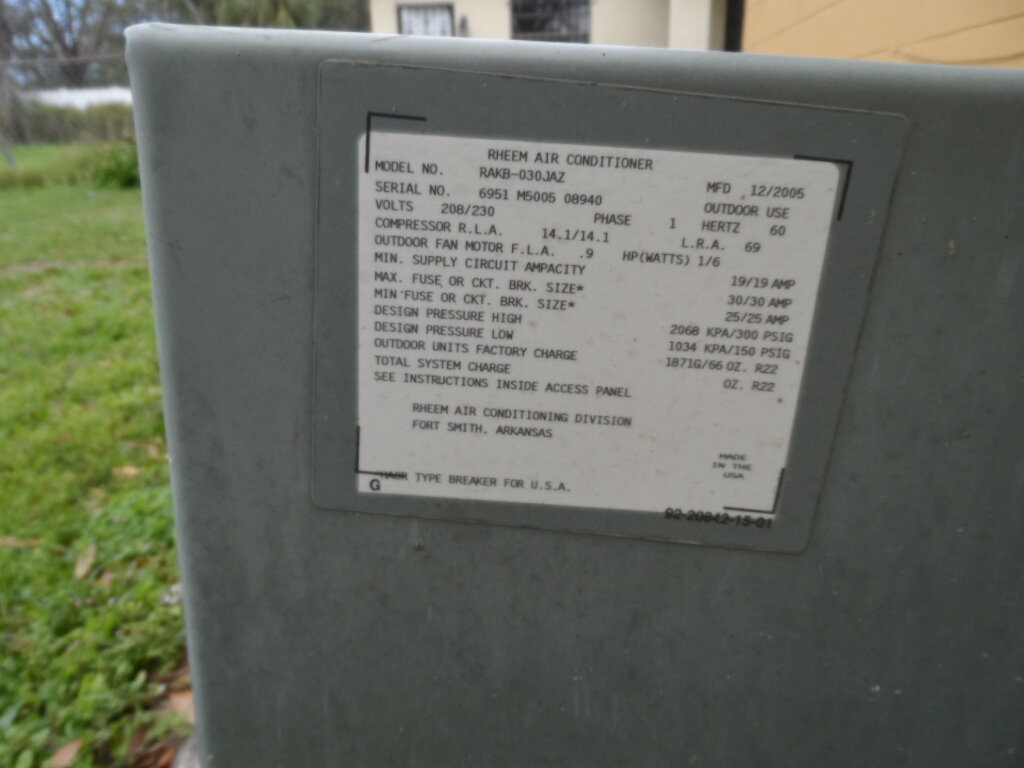 RHEEM AIR CONDITIONER
MODEL NO. RAKB-030JAZ MFD 12/2005
SERIAL NO. 6951 M5005 08940 OUTDOOR USE
VOLTS 208/230 PHASE 1 HERTZ 60
COMPRESSOR R.L.A. 14.1/14.1 L.R.A. 69
OUTDOOR FAN MOTOR F.L.A. .9 HP(WATTS) 1/6
MIN. SUPPLY CIRCUIT AMPACITY 19/19 AMP
MAX. FUSE OR CKT. BRK. SIZE* 30/30 AMP
MIN FUSE OR CKT. BRK. SIZE* 25/25 AMP
DESIGN PRESSURE HIGH 2068 KPA/300 PSIG
DESIGN PRESSURE LOW 1034 KPA/150 PSIG
OUTDOOR UNITS FACTORY CHARGE 1871G/66 OZ. R22
TOTAL SYSTEM CHARGE OZ. R22
SEE INSTRUCTIONS INSIDE ACCESS PANEL
RHEEM AIR CONDITIONING DIVISION
FORT SMITH, ARKANSAS
MADE
IN THE
USA
*HACR TYPE BREAKER FOR U.S.A.
G
92-20842-15-01